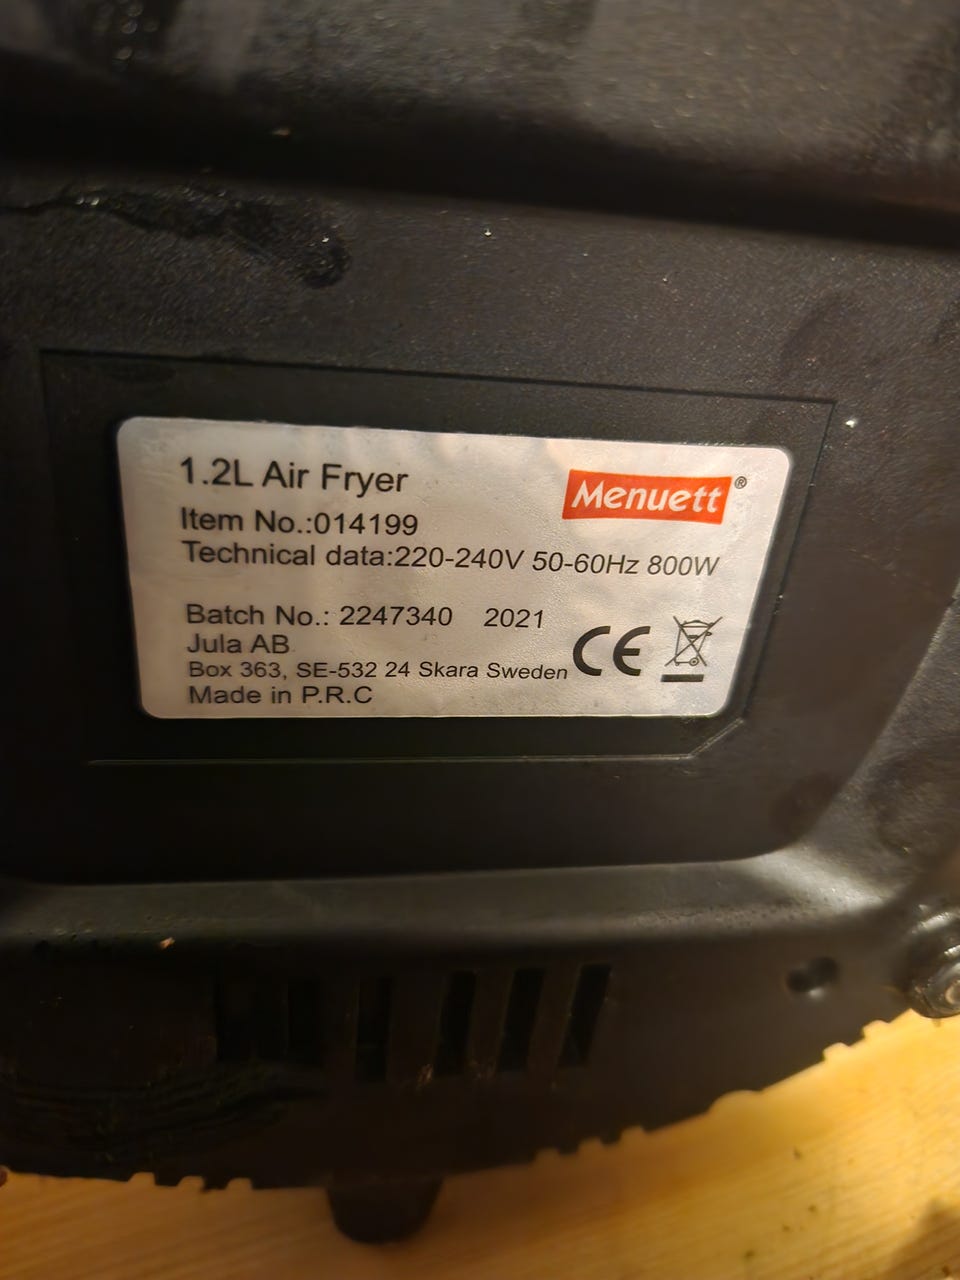 1.2L Air Fryer
Menuett®
Item No.:014199
Technical data:220-240V 50-60Hz 800W
Batch No.: 2247340 2021
Jula AB
Box 363, SE-532 24 Skara Sweden
Made in P.R.C
CE